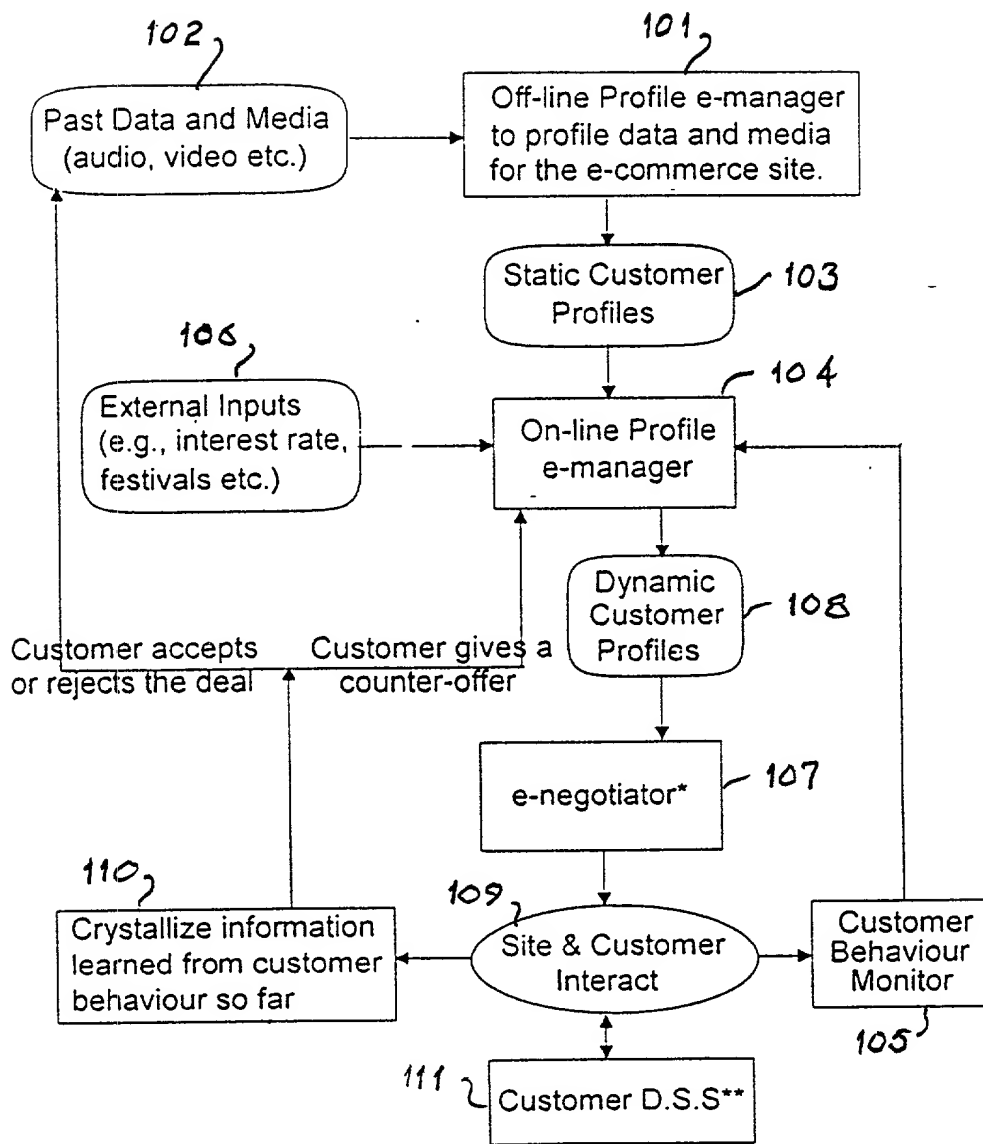 102
101
Past Data and Media
(audio, video etc.)
Off-line Profile e-manager
to profile data and media
for the e-commerce site.
Static Customer
Profiles
103
106
External Inputs
(e.g., interest rate,
festivals etc.)
104
On-line Profile
e-manager
Dynamic
Customer
Profiles
108
Customer accepts
or rejects the deal
Customer gives a
counter-offer
e-negotiator*
107
110
Crystallize information
learned from customer
behaviour so far
109
Site & Customer
Interact
Customer
Behaviour
Monitor
105
111
Customer D.S.S**